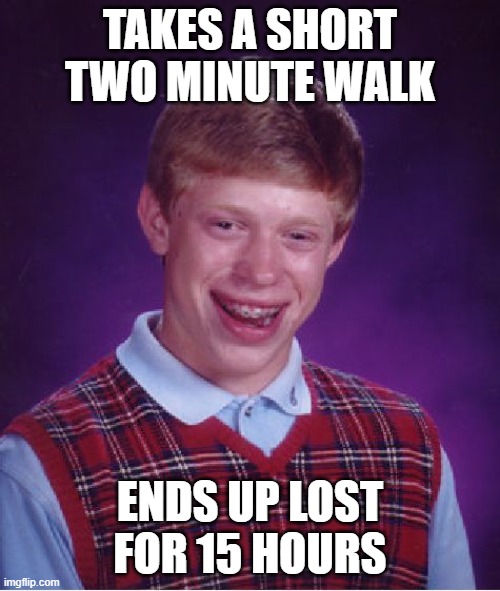 TAKES A SHORT
TWO MINUTE WALK
ENDS UP LOST
FOR 15 HOURS
imgflip.com